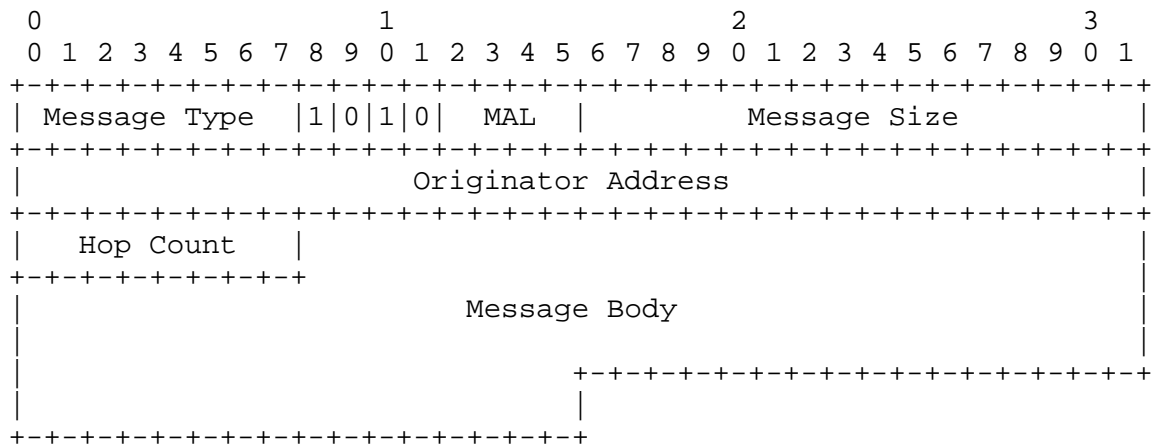 0                   1                   2                   3
0 1 2 3 4 5 6 7 8 9 0 1 2 3 4 5 6 7 8 9 0 1 2 3 4 5 6 7 8 9 0 1
+-+-+-+-+-+-+-+-+-+-+-+-+-+-+-+-+-+-+-+-+-+-+-+-+-+-+-+-+-+-+-+-+
| Message Type  |1|0|1|0|  MAL  |         Message Size          |
+-+-+-+-+-+-+-+-+-+-+-+-+-+-+-+-+-+-+-+-+-+-+-+-+-+-+-+-+-+-+-+-+
|                      Originator Address                       |
+-+-+-+-+-+-+-+-+-+-+-+-+-+-+-+-+-+-+-+-+-+-+-+-+-+-+-+-+-+-+-+-+
|   Hop Count   |                                               |
+-+-+-+-+-+-+-+-+                                               |
|                         Message Body                          |
|                                                               |
|                               +-+-+-+-+-+-+-+-+-+-+-+-+-+-+-+-+
|                               |
+-+-+-+-+-+-+-+-+-+-+-+-+-+-+-+-+